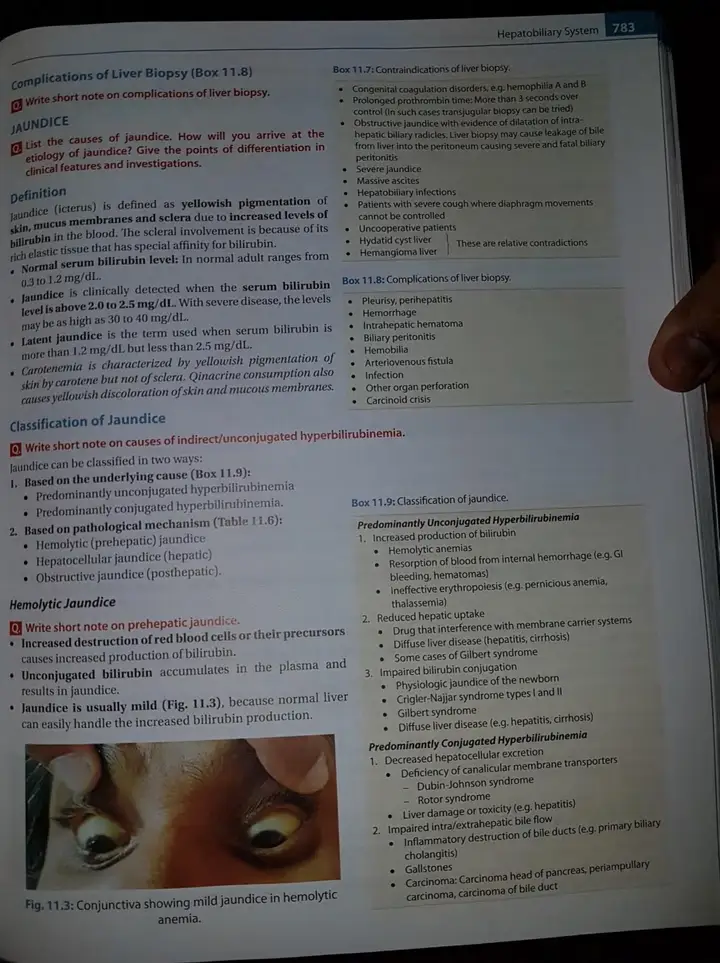 Hepatobiliary System 783
Complications of Liver Biopsy (Box 11.8)
Q. Write short note on complications of liver biopsy.
JAUNDICE
Q. List the causes of jaundice. How will you arrive at the
etiology of jaundice? Give the points of differentiation in
clinical features and investigations.
Definition
Jaundice (icterus) is defined as yellowish pigmentation of
skin, mucus membranes and sclera due to increased levels of
bilirubin in the blood. The scleral involvement is because of its
rich elastic tissue that has special affinity for bilirubin.
• Normal serum bilirubin level: In normal adult ranges from
0.3 to 1.2 mg/dL.
• Jaundice is clinically detected when the serum bilirubin
level is above 2.0 to 2.5 mg/dL. With severe disease, the levels
may be as high as 30 to 40 mg/dL.
• Latent jaundice is the term used when serum bilirubin is
more than 1.2 mg/dL but less than 2.5 mg/dL.
• Carotenemia is characterized by yellowish pigmentation of
skin by carotene but not of sclera. Qinacrine consumption also
causes yellowish discoloration of skin and mucous membranes.
Box 11.7: Contraindications of liver biopsy.
• Congenital coagulation disorders, e.g. hemophilia A and B
• Prolonged prothrombin time: More than 3 seconds over
control (in such cases transjugular biopsy can be tried)
• Obstructive jaundice with evidence of dilatation of intra-
hepatic biliary radicles. Liver biopsy may cause leakage of bile
from liver into the peritoneum causing severe and fatal biliary
peritonitis
• Severe jaundice
• Massive ascites
• Hepatobiliary infections
• Patients with severe cough where diaphragm movements
cannot be controlled
• Uncooperative patients
• Hydatid cyst liver
• Hemangioma liver
These are relative contradictions
Box 11.8: Complications of liver biopsy.
• Pleurisy, perihepatitis
• Hemorrhage
• Intrahepatic hematoma
• Biliary peritonitis
• Hemobilia
• Arteriovenous fistula
• Infection
• Other organ perforation
• Carcinoid crisis
Classification of Jaundice
Q. Write short note on causes of indirect/unconjugated hyperbilirubinemia.
Jaundice can be classified in two ways:
1. Based on the underlying cause (Box 11.9):
• Predominantly unconjugated hyperbilirubinemia
• Predominantly conjugated hyperbilirubinemia.
2. Based on pathological mechanism (Table 11.6):
• Hemolytic (prehepatic) jaundice
• Hepatocellular jaundice (hepatic)
• Obstructive jaundice (posthepatic).
Hemolytic Jaundice
Q. Write short note on prehepatic jaundice.
• Increased destruction of red blood cells or their precursors
causes increased production of bilirubin.
• Unconjugated bilirubin accumulates in the plasma and
results in jaundice.
• Jaundice is usually mild (Fig. 11.3), because normal liver
can easily handle the increased bilirubin production.
Fig. 11.3: Conjunctiva showing mild jaundice in hemolytic
anemia.
Box 11.9: Classification of jaundice.
Predominantly Unconjugated Hyperbilirubinemia
1. Increased production of bilirubin
• Hemolytic anemias
• Resorption of blood from internal hemorrhage (e.g. GI
bleeding, hematomas)
• Ineffective erythropoiesis (e.g. pernicious anemia,
thalassemia)
2. Reduced hepatic uptake
• Drug that interference with membrane carrier systems
• Diffuse liver disease (hepatitis, cirrhosis)
• Some cases of Gilbert syndrome
3. Impaired bilirubin conjugation
• Physiologic jaundice of the newborn
• Crigler-Najjar syndrome types I and II
• Gilbert syndrome
• Diffuse liver disease (e.g. hepatitis, cirrhosis)
Predominantly Conjugated Hyperbilirubinemia
1. Decreased hepatocellular excretion
• Deficiency of canalicular membrane transporters
– Dubin-Johnson syndrome
– Rotor syndrome
• Liver damage or toxicity (e.g. hepatitis)
2. Impaired intra/extrahepatic bile flow
• Inflammatory destruction of bile ducts (e.g. primary biliary
cholangitis)
• Gallstones
• Carcinoma: Carcinoma head of pancreas, periampullary
carcinoma, carcinoma of bile duct